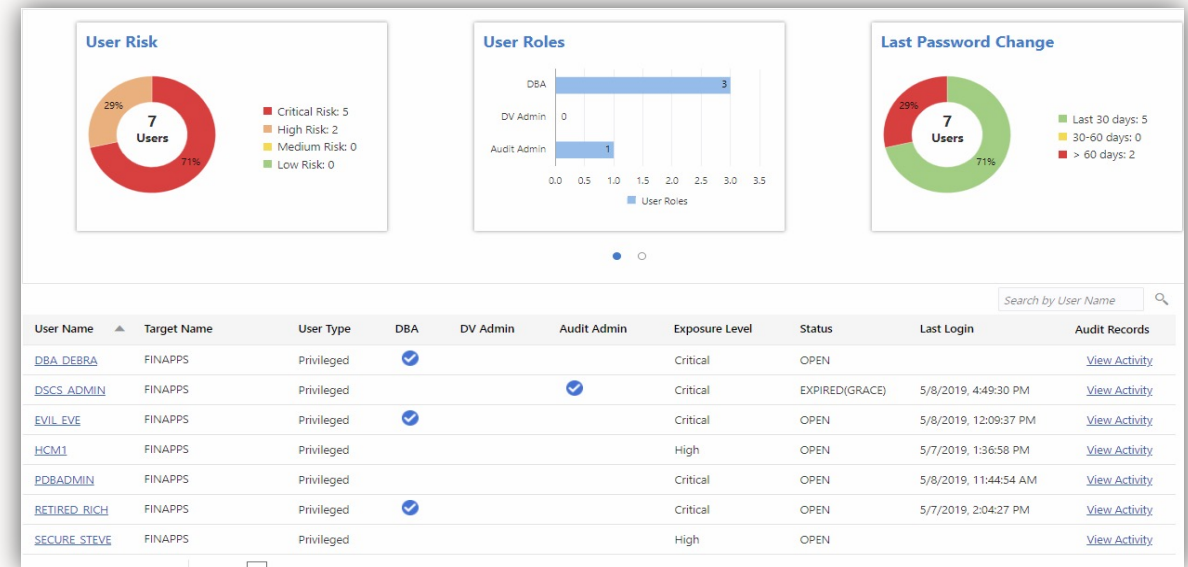 User Risk
29%
7
Users
71%
Critical Risk: 5
High Risk: 2
Medium Risk: 0
Low Risk: 0
User Roles
DBA
3
DV Admin
0
Audit Admin
1
0.0 0.5 1.0 1.5 2.0 2.5 3.0 3.5
User Roles
Last Password Change
29%
7
Users
71%
Last 30 days: 5
30-60 days: 0
> 60 days: 2
Search by User Name
User Name Target Name User Type DBA DV Admin Audit Admin Exposure Level Status Last Login Audit Records
DBA_DEBRA FINAPPS Privileged Critical OPEN View Activity
DSCS_ADMIN FINAPPS Privileged Critical EXPIRED(GRACE) 5/8/2019, 4:49:30 PM View Activity
EVIL_EVE FINAPPS Privileged Critical OPEN 5/8/2019, 12:09:37 PM View Activity
HCM1 FINAPPS Privileged High OPEN 5/7/2019, 1:36:58 PM View Activity
PDBADMIN FINAPPS Privileged Critical OPEN 5/8/2019, 11:44:54 AM View Activity
RETIRED_RICH FINAPPS Privileged Critical OPEN 5/7/2019, 2:04:27 PM View Activity
SECURE_STEVE FINAPPS Privileged High OPEN View Activity